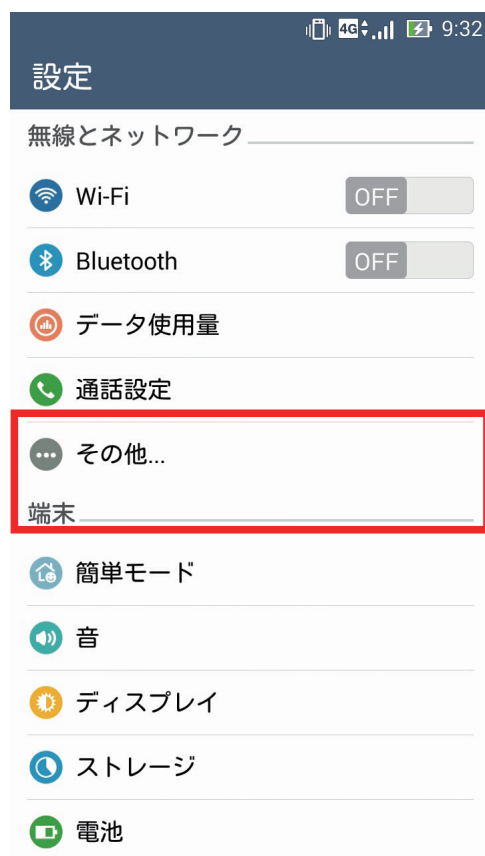 4G 9:32
設定
無線とネットワーク
Wi-Fi OFF
Bluetooth OFF
データ使用量
通話設定
その他...
端末
簡単モード
音
ディスプレイ
ストレージ
電池